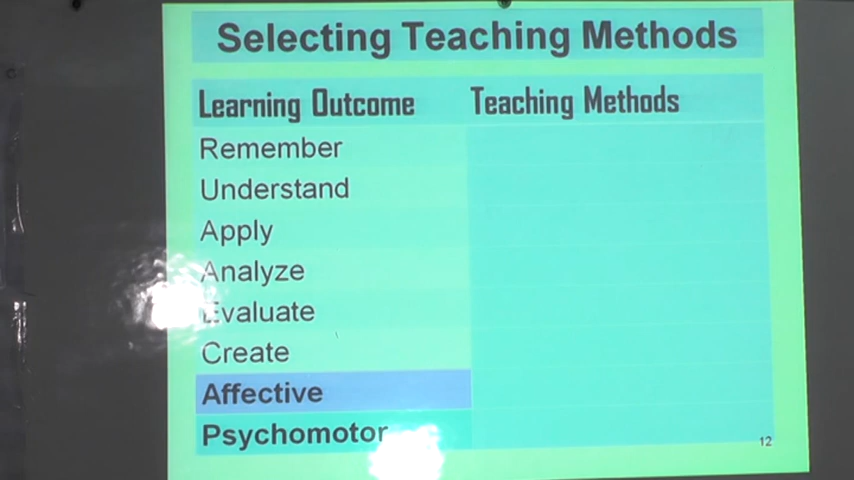 Selecting Teaching Methods
Learning Outcome Teaching Methods
Remember
Understand
Apply
Analyze
Evaluate
Create
Affective
Psychomotor
12